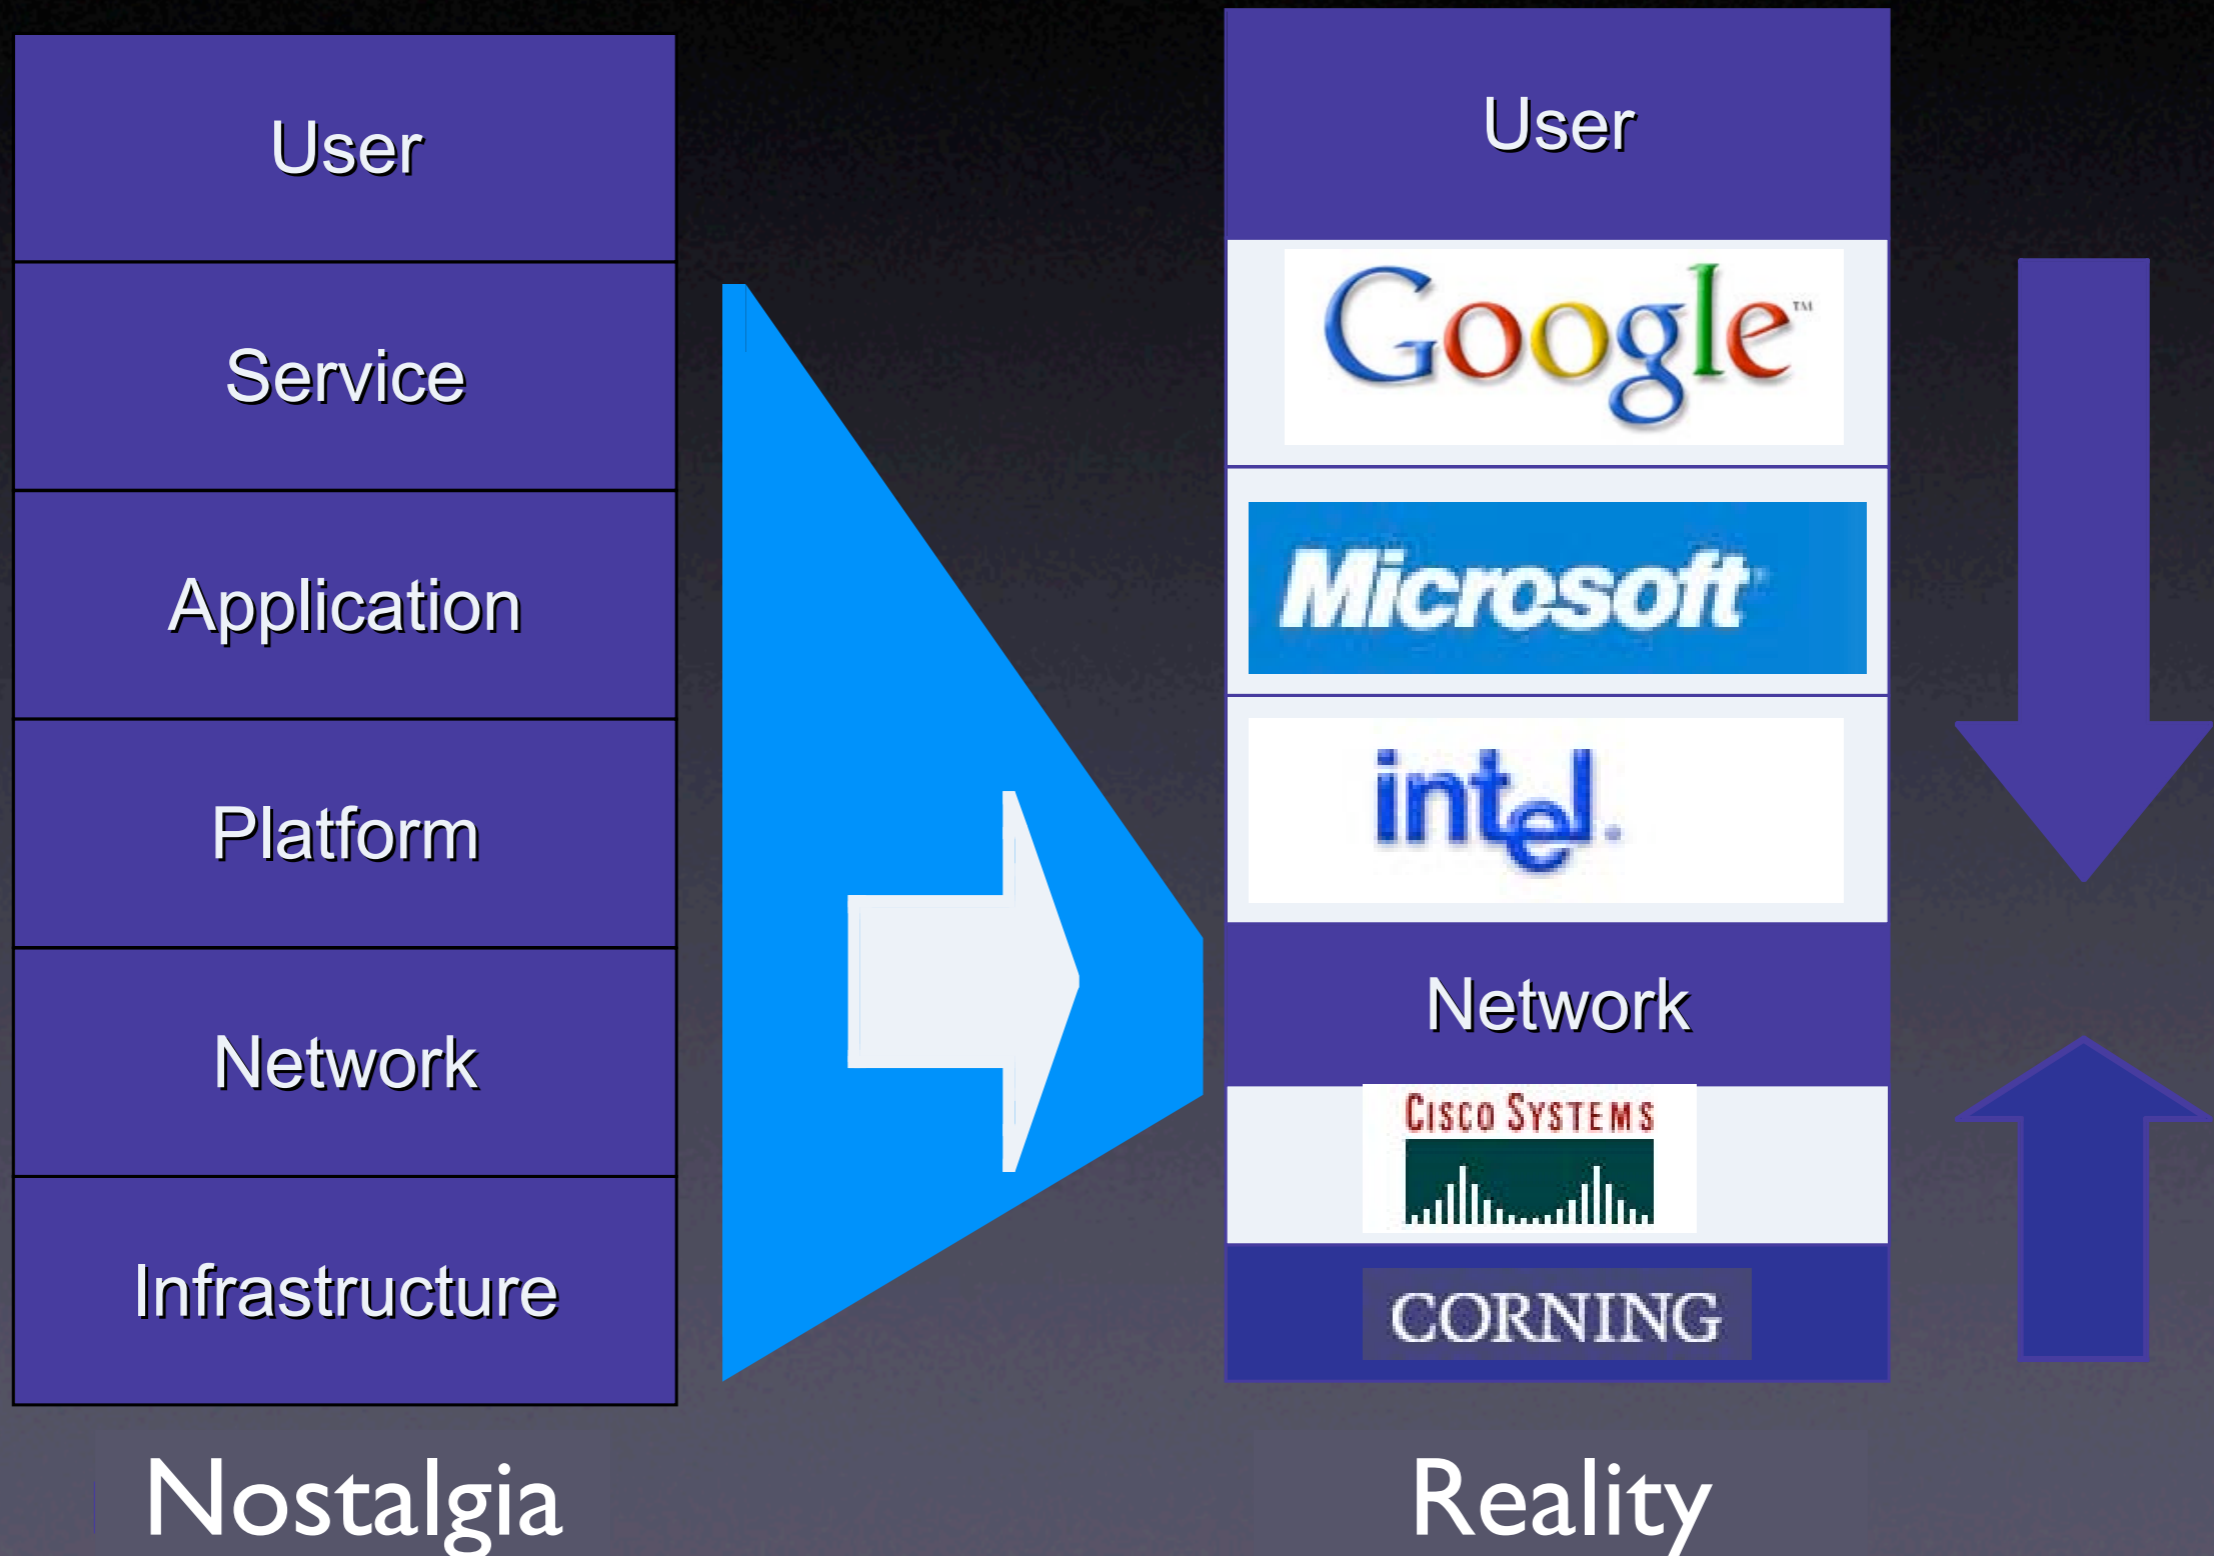 User
Service
Application
Platform
Network
Infrastructure
Nostalgia
User
Google™
Microsoft
intel.
Network
CISCO SYSTEMS
CORNING
Reality